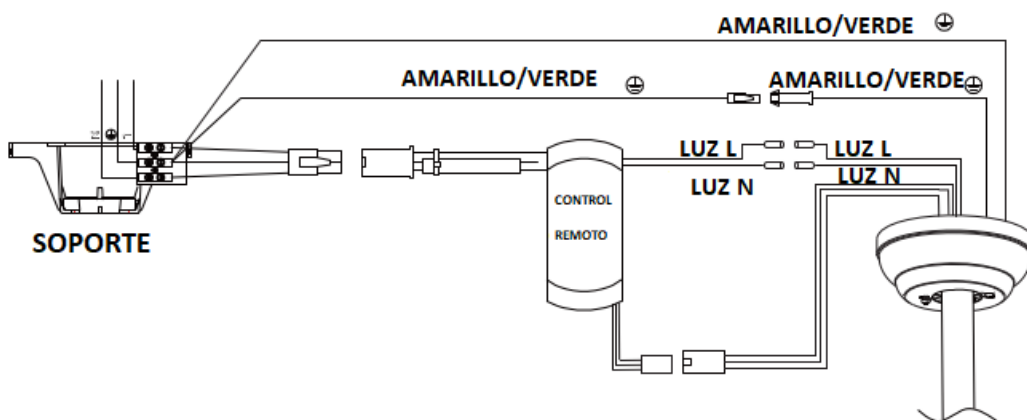 AMARILLO/VERDE
AMARILLO/VERDE
AMARILLO/VERDE
LUZ L
LUZ L
LUZ N
LUZ N
CONTROL
REMOTO
SOPORTE